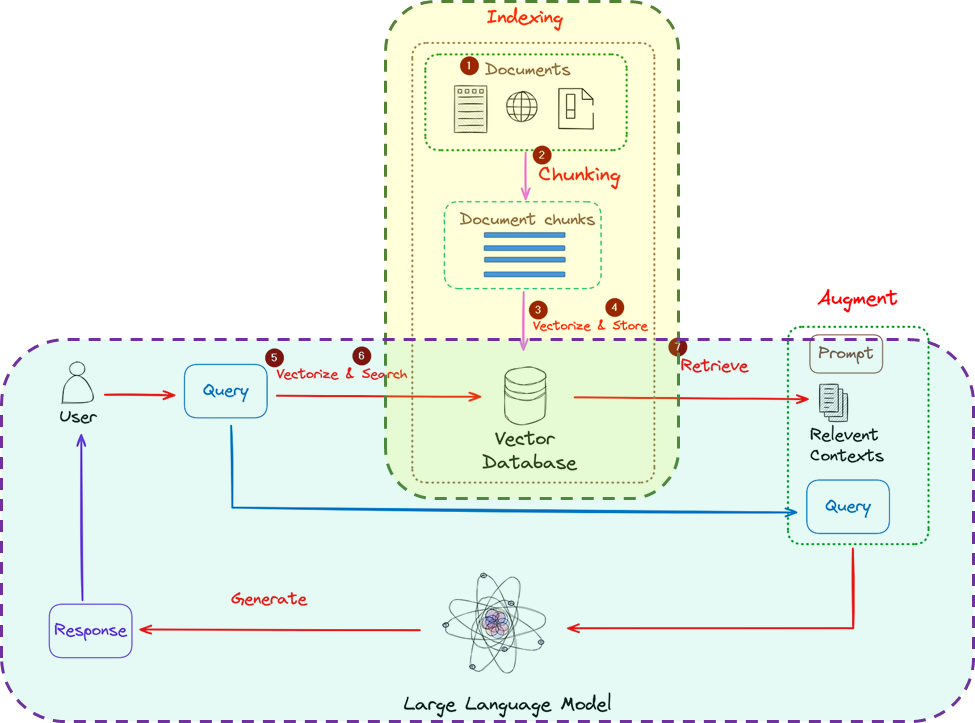 Indexing
1 Documents
2
Chunking
Document chunks
3 4
Vectorize & Store
Augment
5 6
Vectorize & Search
7
Retrieve
Prompt
User
Query
Vector
Database
Relevent
Contexts
Query
Generate
Response
Large Language Model